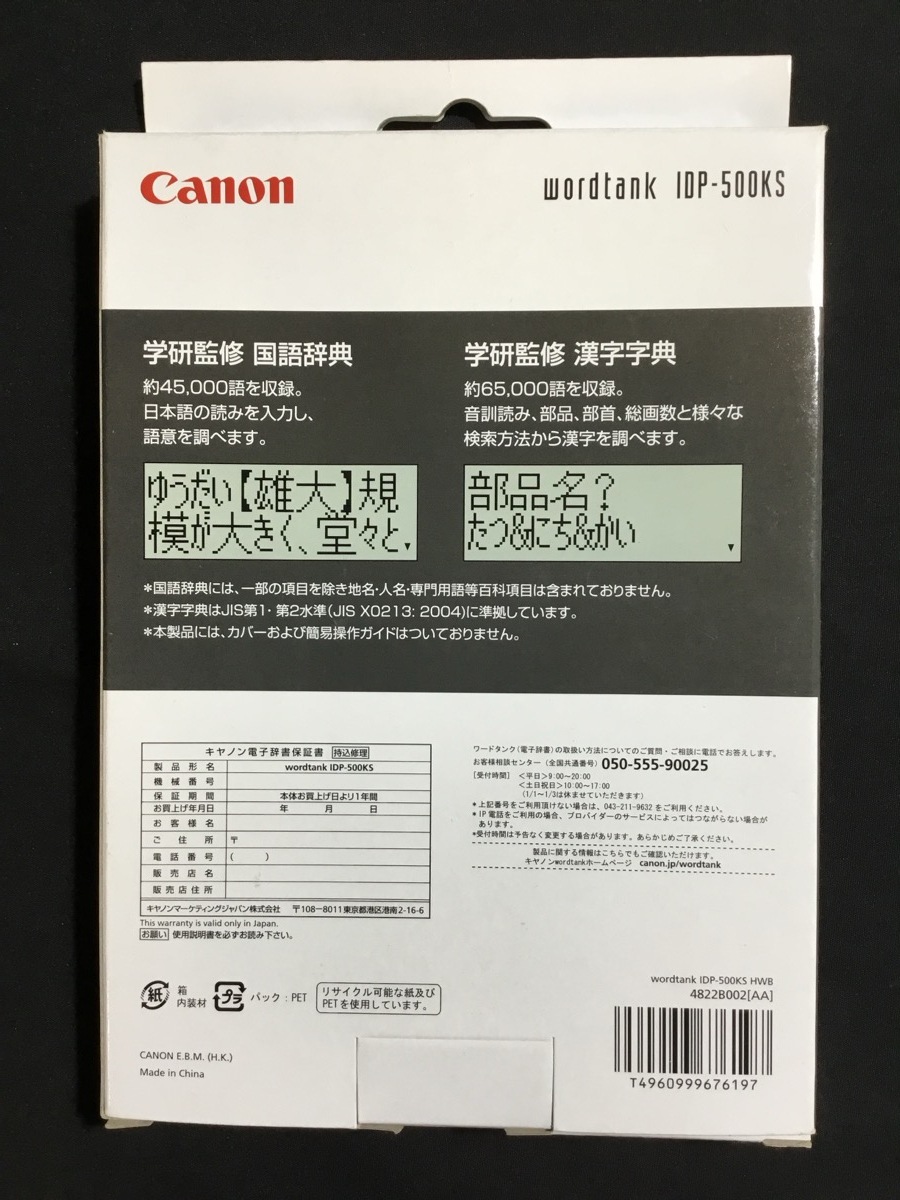 Canon
wordtank IDP-500KS
学研監修 国語辞典
約45,000語を収録。
日本語の読みを入力し、
語意を調べます。
ゆうだい【雄大】規
模が大きく、堂々と▼
学研監修 漢字字典
約65,000語を収録。
音訓読み、部品、部首、総画数と様々な
検索方法から漢字を調べます。
部品名?
たつ&にち&かい▼
*国語辞典には、一部の項目を除き地名・人名・専門用語等百科項目は含まれておりません。
*漢字字典はJIS第1・第2水準(JIS X0213: 2004)に準拠しています。
*本製品には、カバーおよび簡易操作ガイドはついておりません。
キヤノン電子辞書保証書 持込修理
製品形名 wordtank IDP-500KS
機械番号
保証期間 本体お買上げ日より1年間
お買上げ年月日 年 月 日
お客様名
ご住所 〒
電話番号 ( )
販売店名
販売店住所
キヤノンマーケティングジャパン株式会社 〒108-8011東京都港区港南2-16-6
This warranty is valid only in Japan.
お願い 使用説明書を必ずお読み下さい。
ワードタンク(電子辞書)の取扱い方法についてのご質問・ご相談に電話でお答えします。
お客様相談センター (全国共通番号) 050-555-90025
[受付時間] <平日>9:00~20:00
<土日祝日>10:00~17:00
(1/1~1/3は休ませていただきます)
*上記番号をご利用頂けない場合は、043-211-9632 をご利用ください。
*IP電話をご利用の場合、プロバイダーのサービスによってはつながらない場合が
あります。
*受付時間は予告なく変更する場合があります。あらかじめご了承ください。
製品に関する情報はこちらでもご確認いただけます。
キヤノンwordtankホームページ canon.jp/wordtank
紙 箱
内装材
プラ パック:PET
リサイクル可能な紙及び
PETを使用しています。
CANON E.B.M. (H.K.)
Made in China
wordtank IDP-500KS HWB
4822B002[AA]
T4960999676197